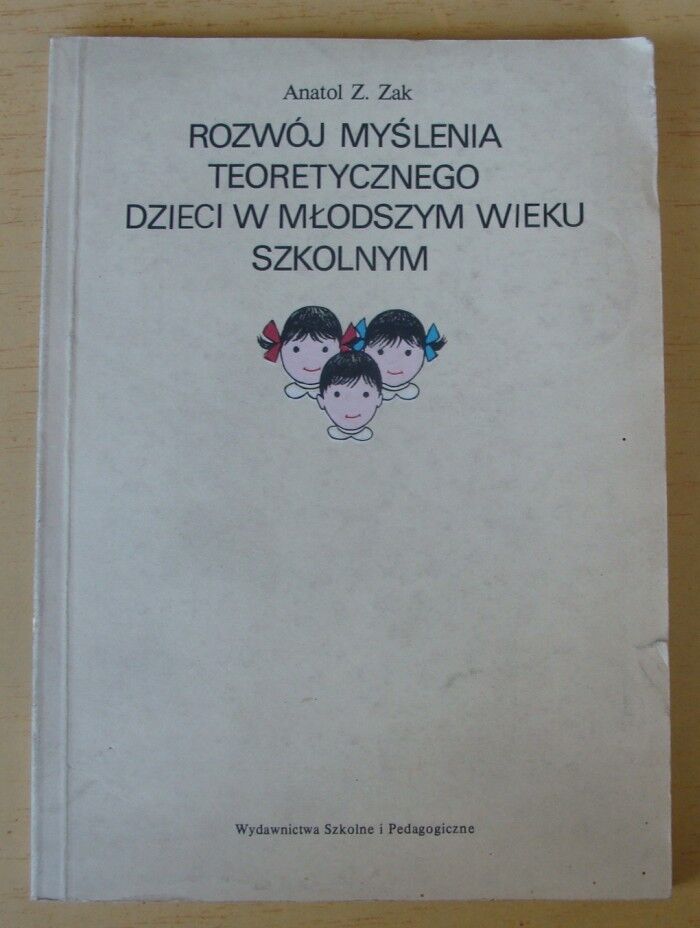 Anatol Z. Zak
ROZWÓJ MYŚLENIA
TEORETYCZNEGO
DZIECI W MŁODSZYM WIEKU
SZKOLNYM
Wydawnictwa Szkolne i Pedagogiczne